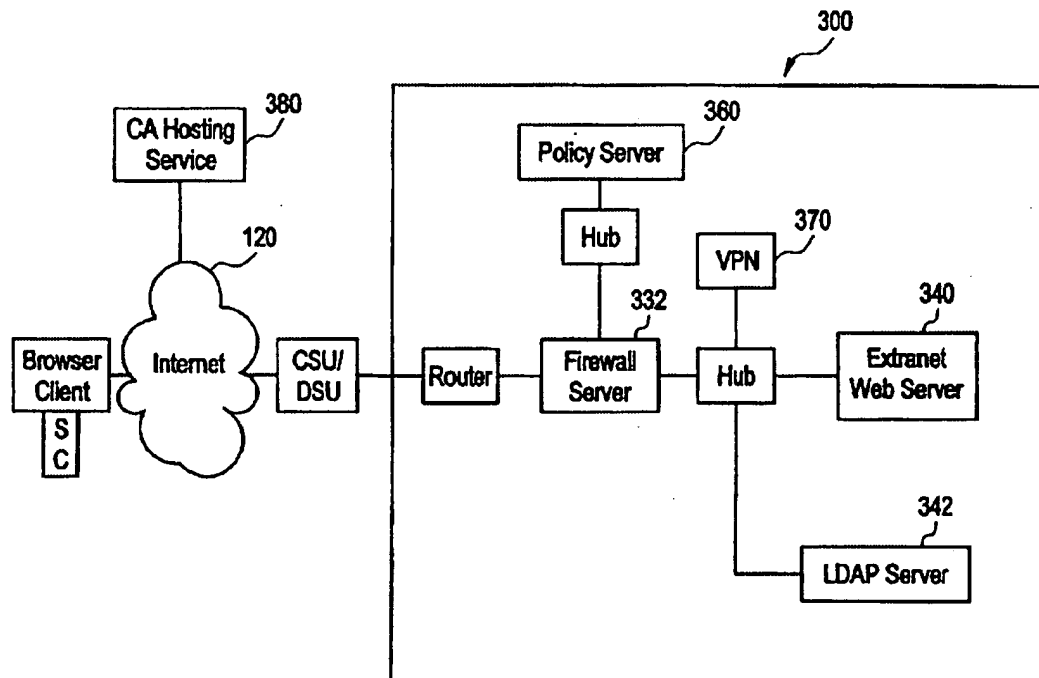 300
380
CA Hosting
Service
360
Policy Server
120
Hub
370
VPN
332
340
Browser
Client
Internet
CSU/
DSU
Router
Firewall
Server
Hub
Extranet
Web Server
S
C
342
LDAP Server